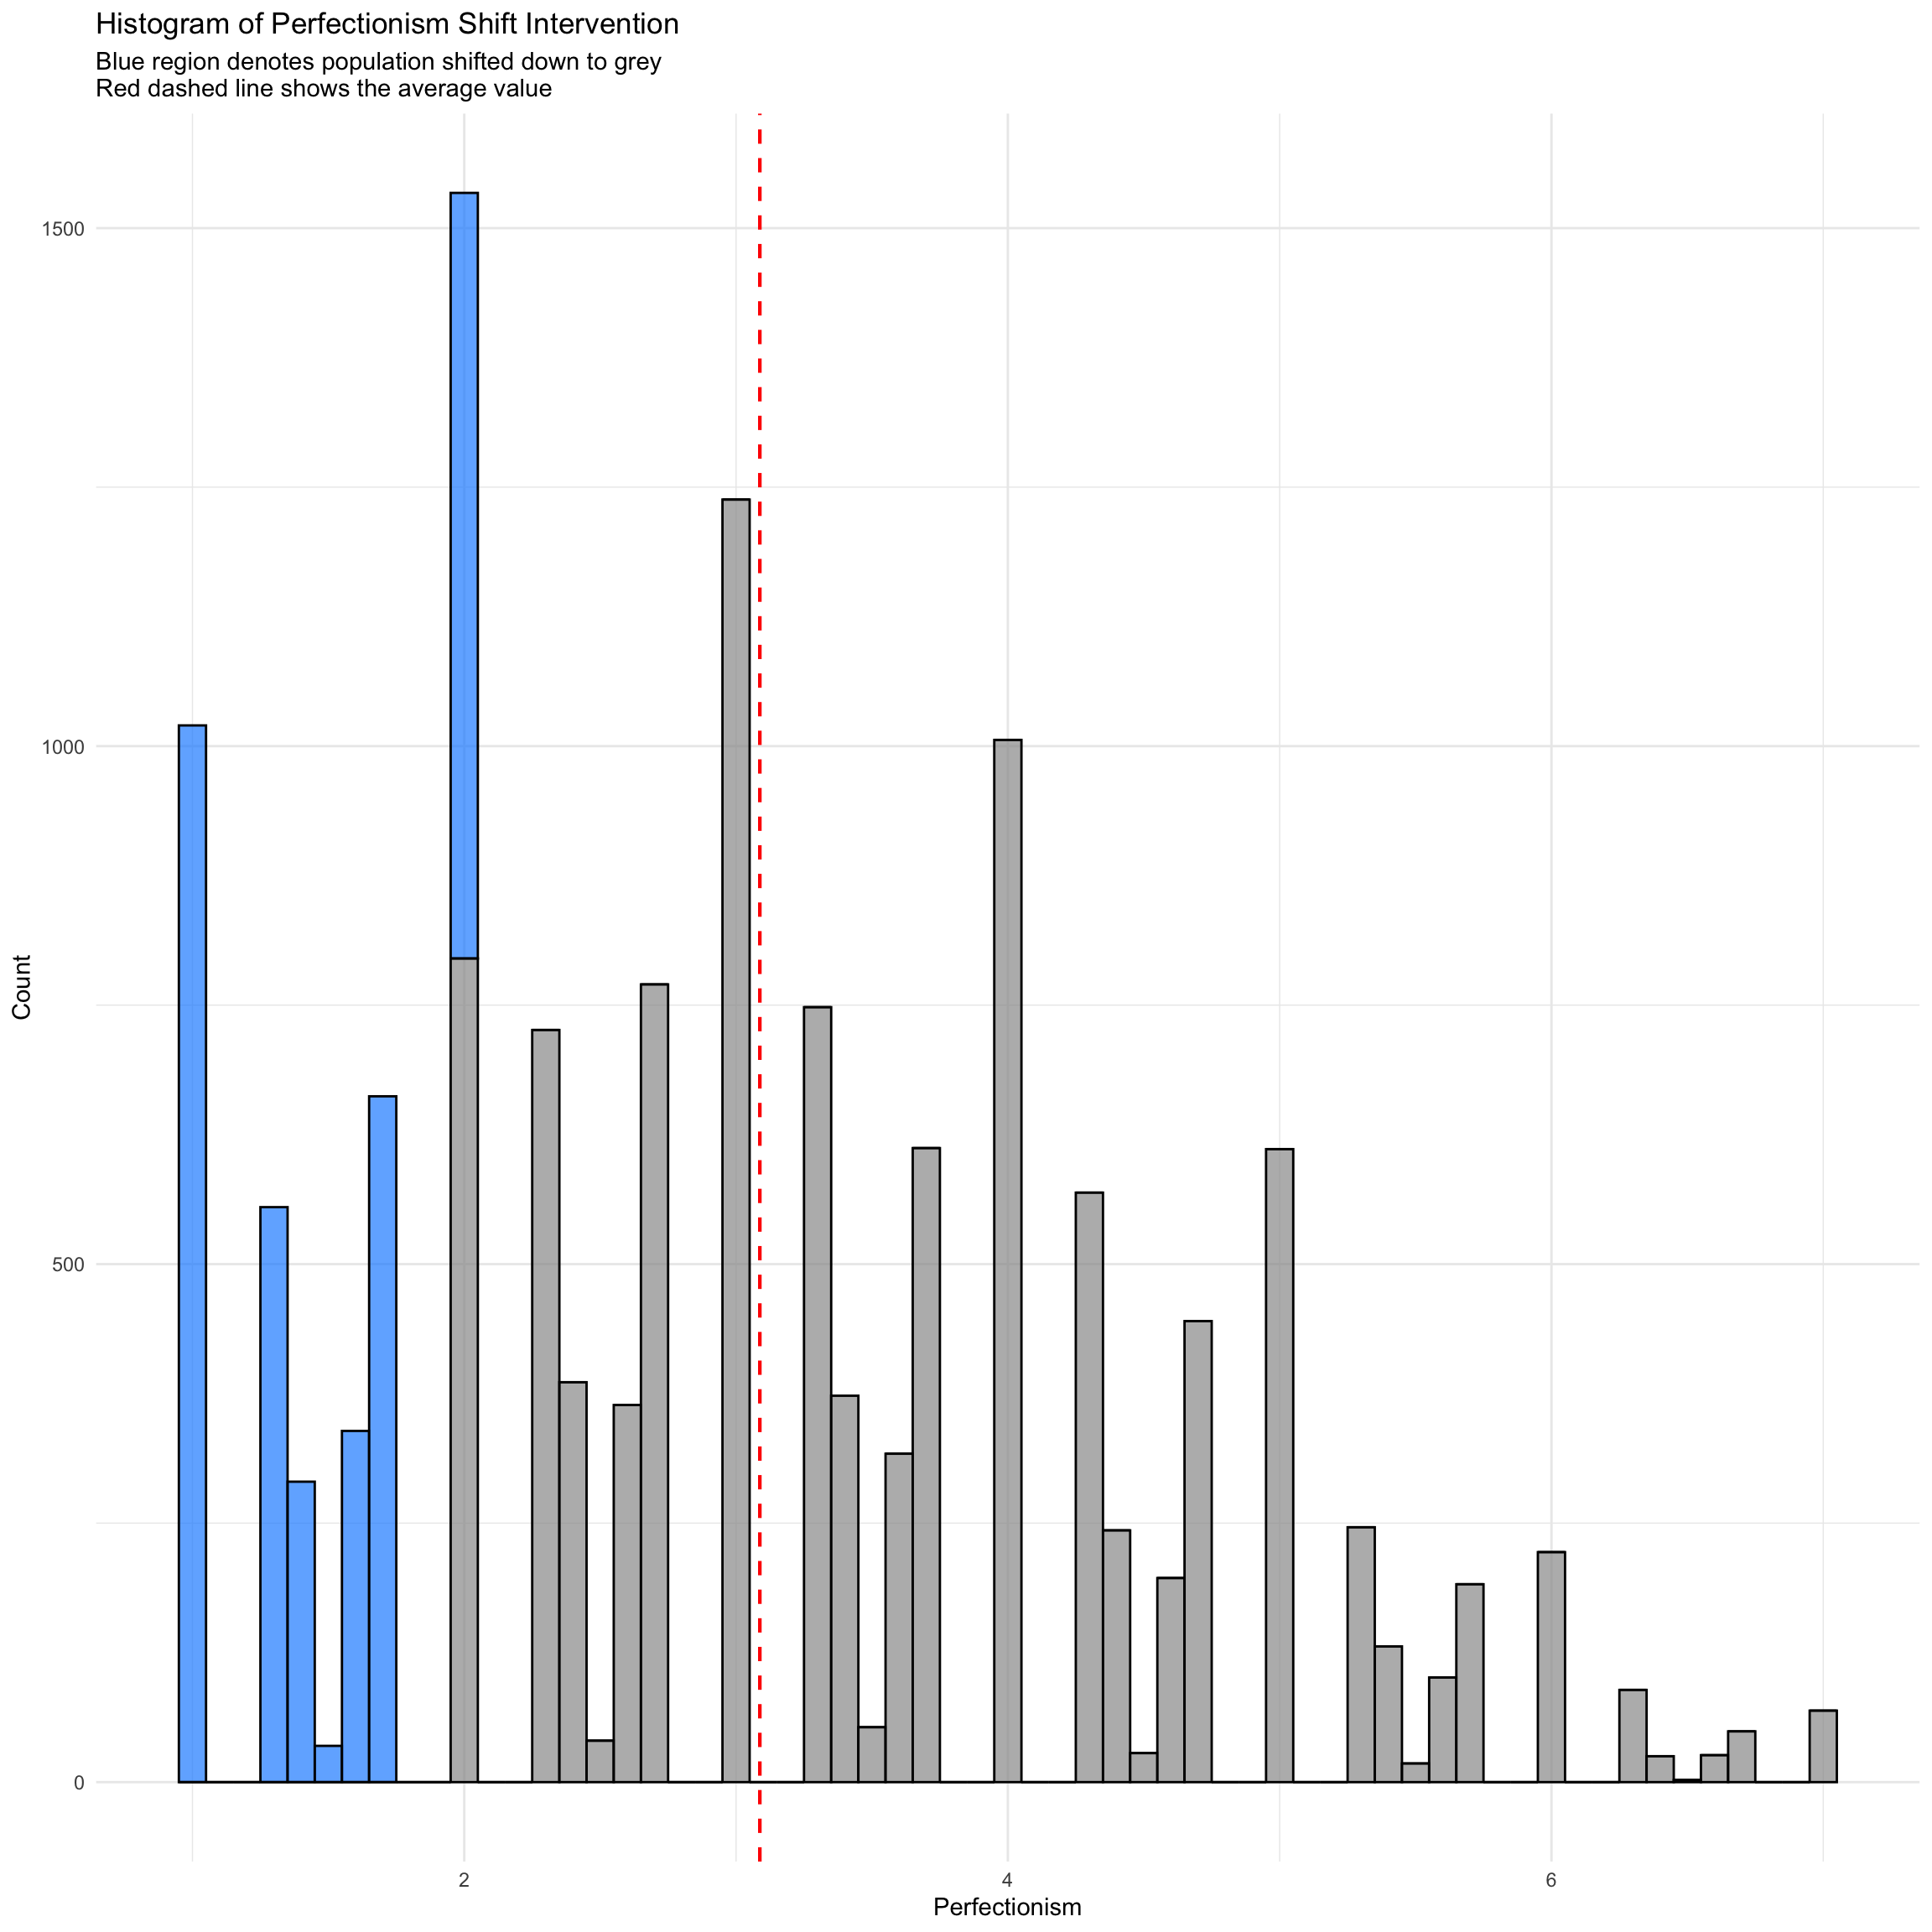 Histogram of Perfectionism Shift Intervention
Blue region denotes population shifted down to grey
Red dashed line shows the average value
1500
1000
500
0
Count
2
4
6
Perfectionism